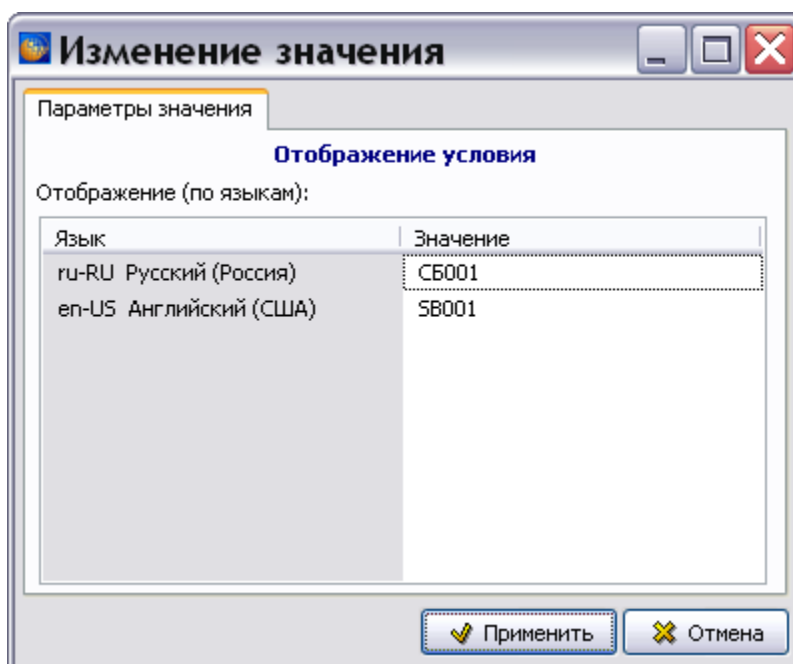 Изменение значения
Параметры значения
Отображение условия
Отображение (по языкам):
Язык Значение
ru-RU Русский (Россия) СБ001
en-US Английский (США) SB001
Применить Отмена